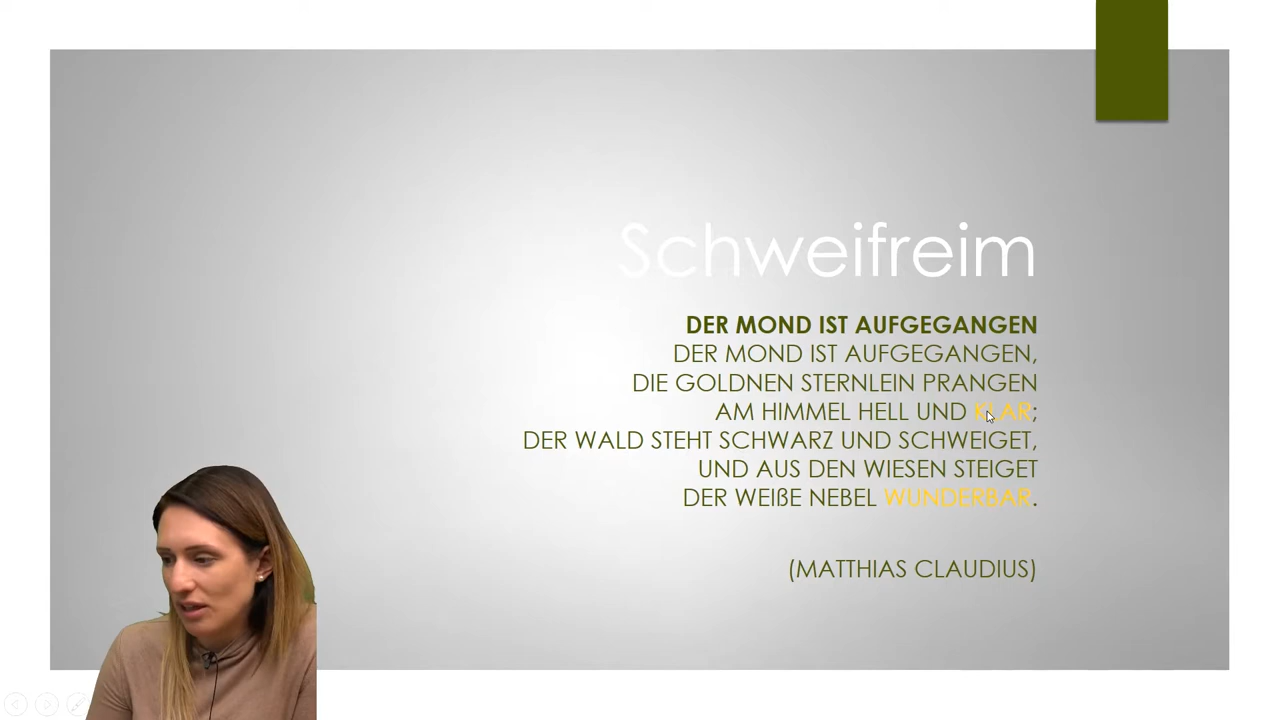 Schweifreim
DER MOND IST AUFGEGANGEN
DER MOND IST AUFGEGANGEN,
DIE GOLDNEN STERNLEIN PRANGEN
AM HIMMEL HELL UND KLAR;
DER WALD STEHT SCHWARZ UND SCHWEIGET,
UND AUS DEN WIESEN STEIGET
DER WEIßE NEBEL WUNDERBAR.
(MATTHIAS CLAUDIUS)